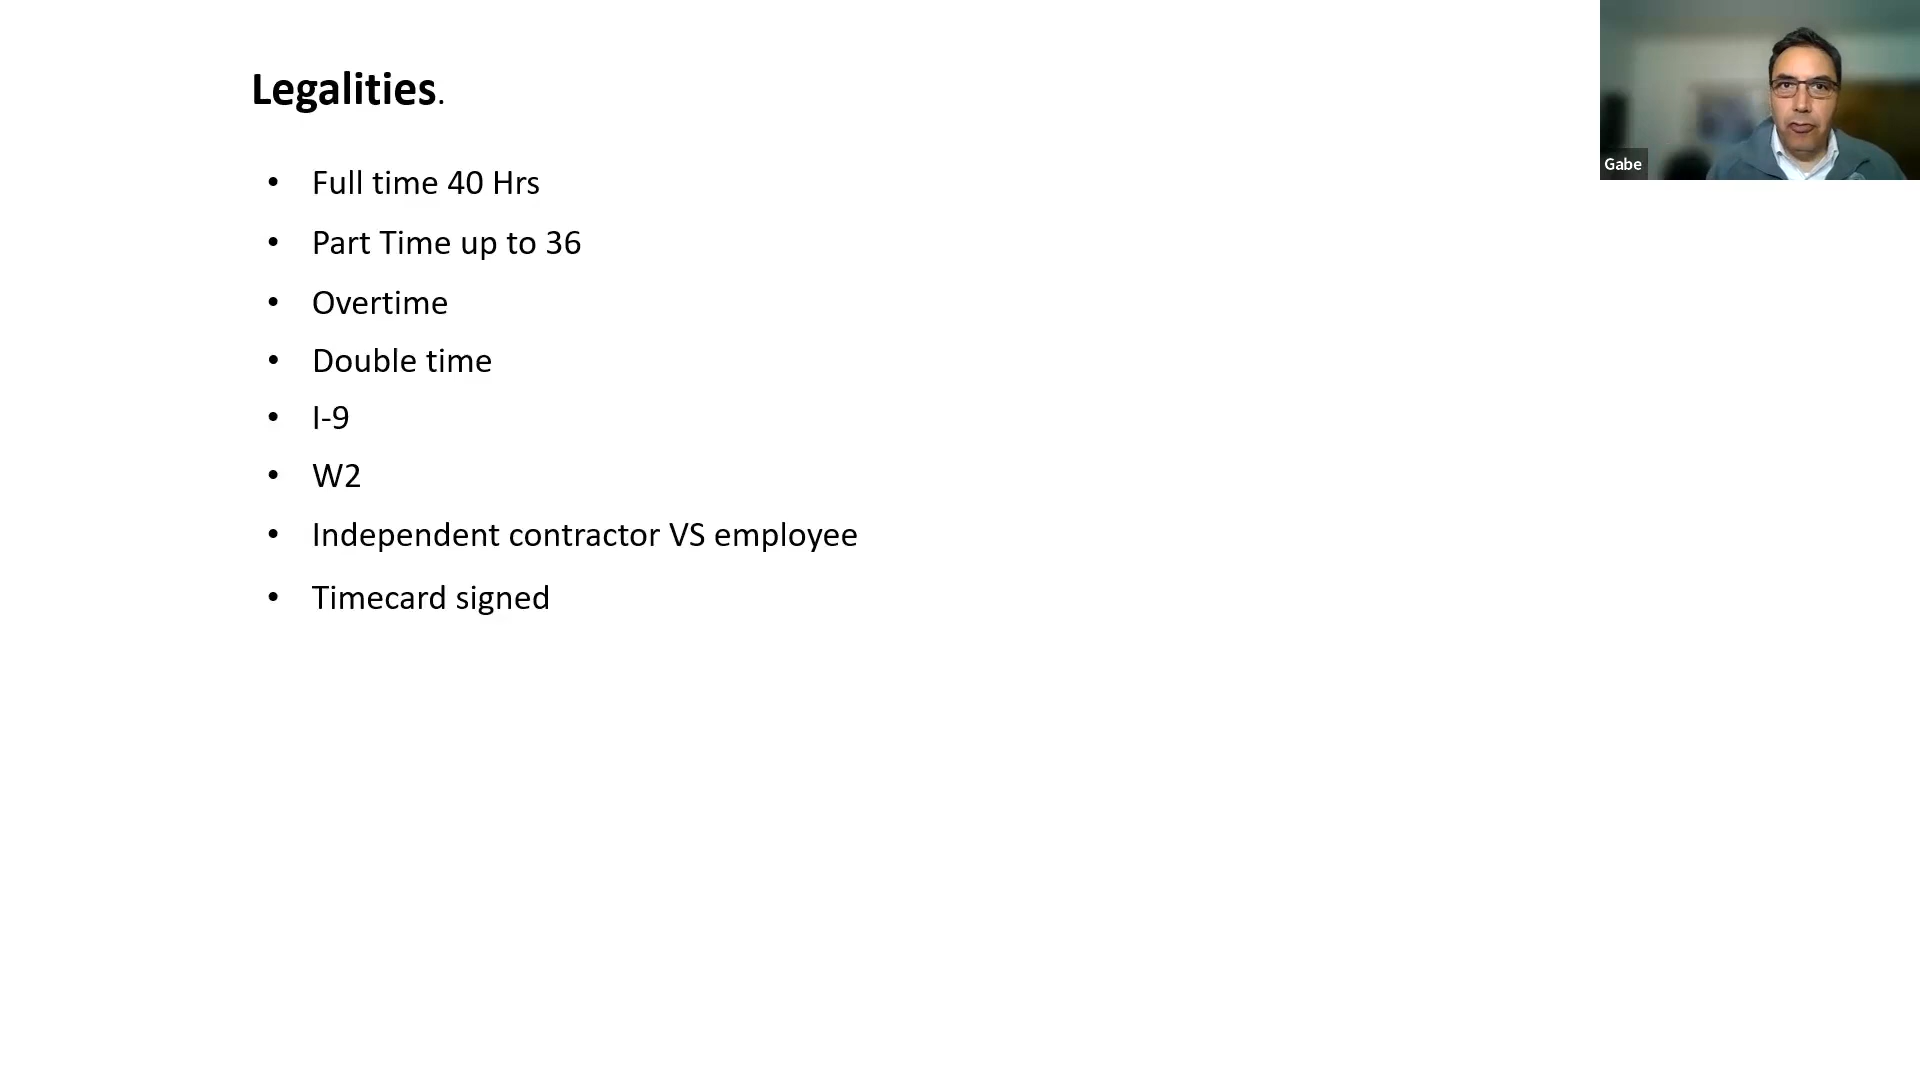 Legalities.
• Full time 40 Hrs
• Part Time up to 36
• Overtime
• Double time
• I-9
• W2
• Independent contractor VS employee
• Timecard signed
Gabe